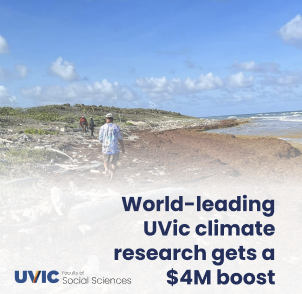 World-leading
UVic climate
research gets a
$4M boost
UVIC Faculty of
Social Sciences